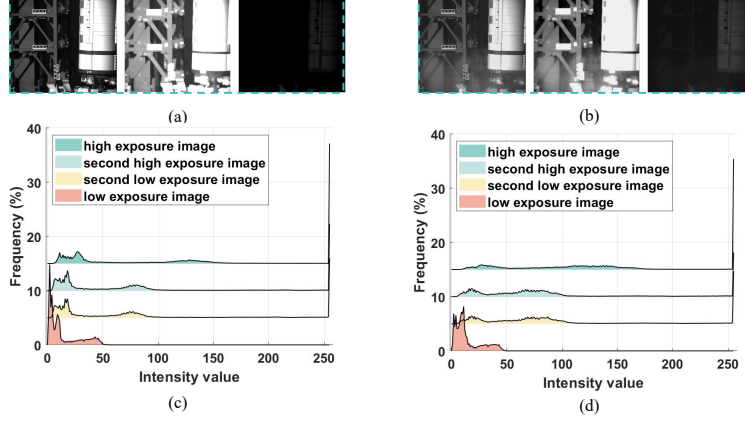 (a)
(b)
40
30
20
10
0
Frequency (%)
high exposure image
second high exposure image
second low exposure image
low exposure image
0
50
100
150
200
250
Intensity value
(c)
40
30
20
10
0
Frequency (%)
high exposure image
second high exposure image
second low exposure image
low exposure image
0
50
100
150
200
250
Intensity value
(d)